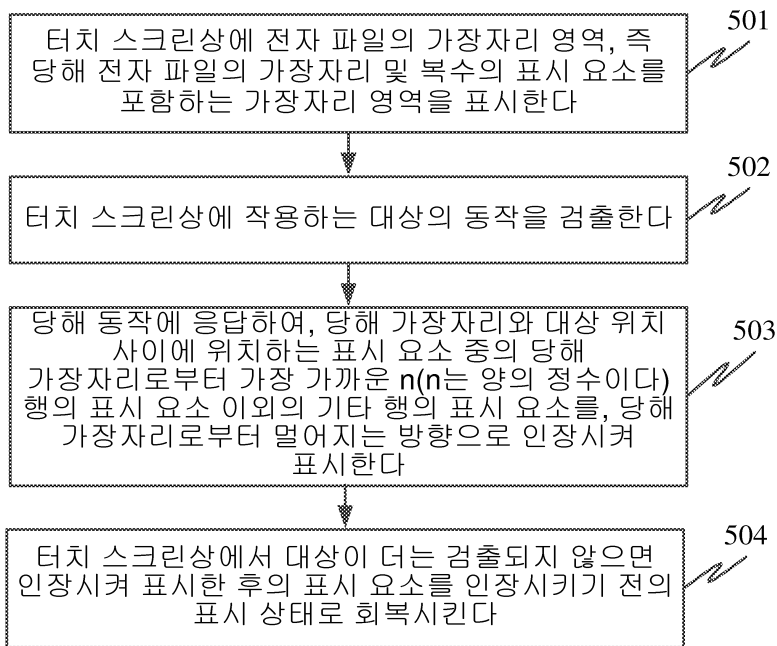 터치 스크린상에 전자 파일의 가장자리 영역, 즉
당해 전자 파일의 가장자리 및 복수의 표시 요소를
포함하는 가장자리 영역을 표시한다
501
터치 스크린상에 작용하는 대상의 동작을 검출한다
502
당해 동작에 응답하여, 당해 가장자리와 대상 위치
사이에 위치하는 표시 요소 중의 당해
가장자리로부터 가장 가까운 n(n는 양의 정수이다)
행의 표시 요소 이외의 기타 행의 표시 요소를, 당해
가장자리로부터 멀어지는 방향으로 인장시켜
표시한다
503
터치 스크린상에서 대상이 더는 검출되지 않으면
인장시켜 표시한 후의 표시 요소를 인장시키기 전의
표시 상태로 회복시킨다
504